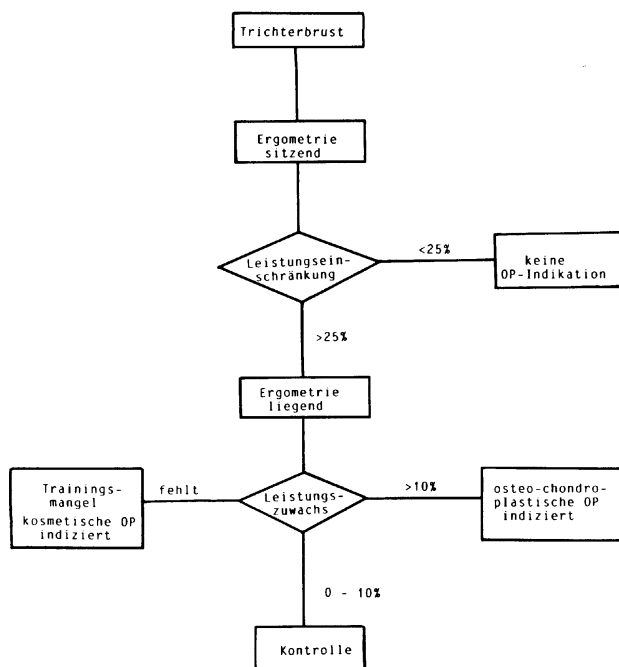 Trichterbrust
Ergometrie
sitzend
Leistungsein-
schränkung
<25%
keine
OP-Indikation
>25%
Ergometrie
liegend
Trainings-
mangel
kosmetische OP
indiziert
fehlt
Leistungs-
zuwachs
>10%
osteo-chondro-
plastische OP
indiziert
0 - 10%
Kontrolle